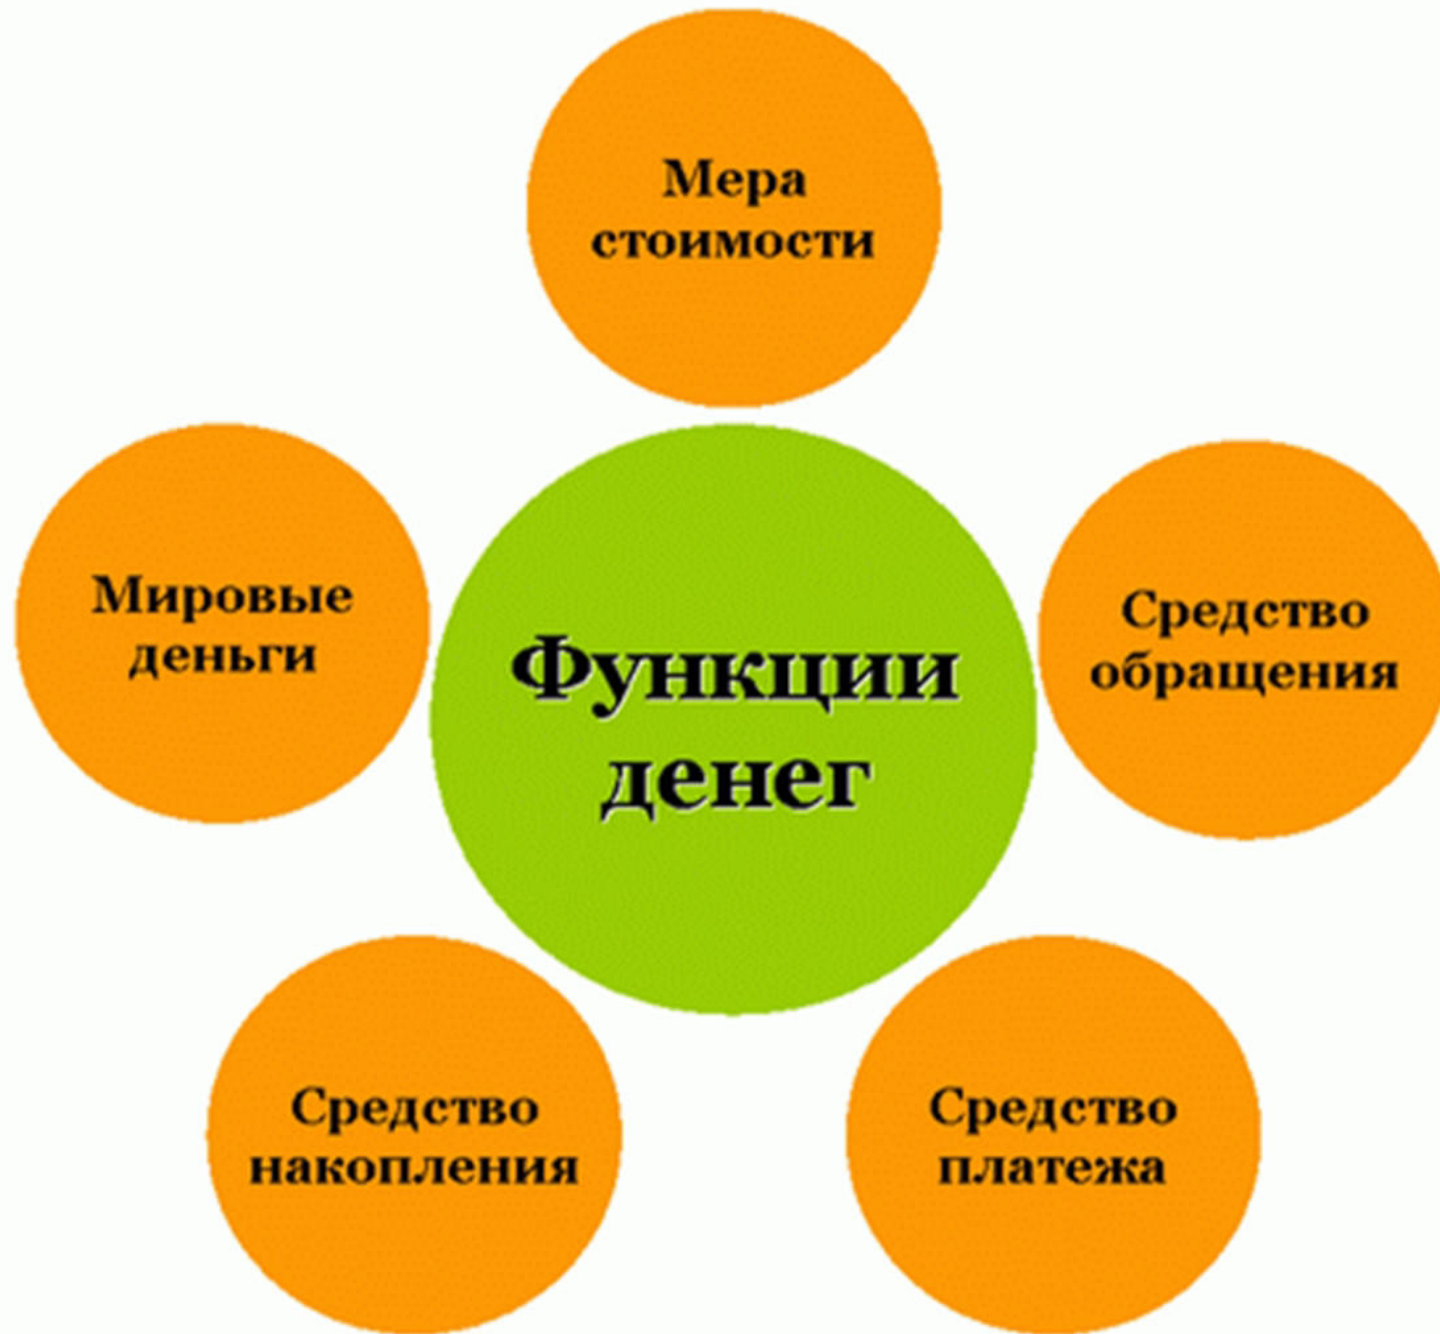 Мера
стоимости
Мировые
деньги
Функции
денег
Средство
обращения
Средство
накопления
Средство
платежа